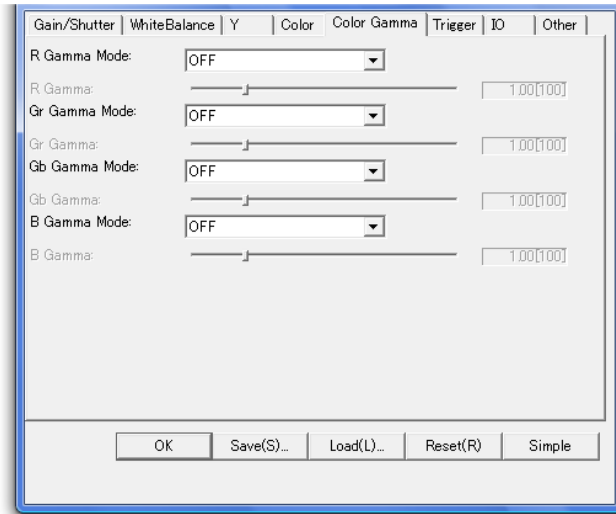 Gain/Shutter WhiteBalance Y Color Color Gamma Trigger IO Other
R Gamma Mode: OFF
R Gamma: 1.00[100]
Gr Gamma Mode: OFF
Gr Gamma: 1.00[100]
Gb Gamma Mode: OFF
Gb Gamma: 1.00[100]
B Gamma Mode: OFF
B Gamma: 1.00[100]
OK Save(S)... Load(L)... Reset(R) Simple